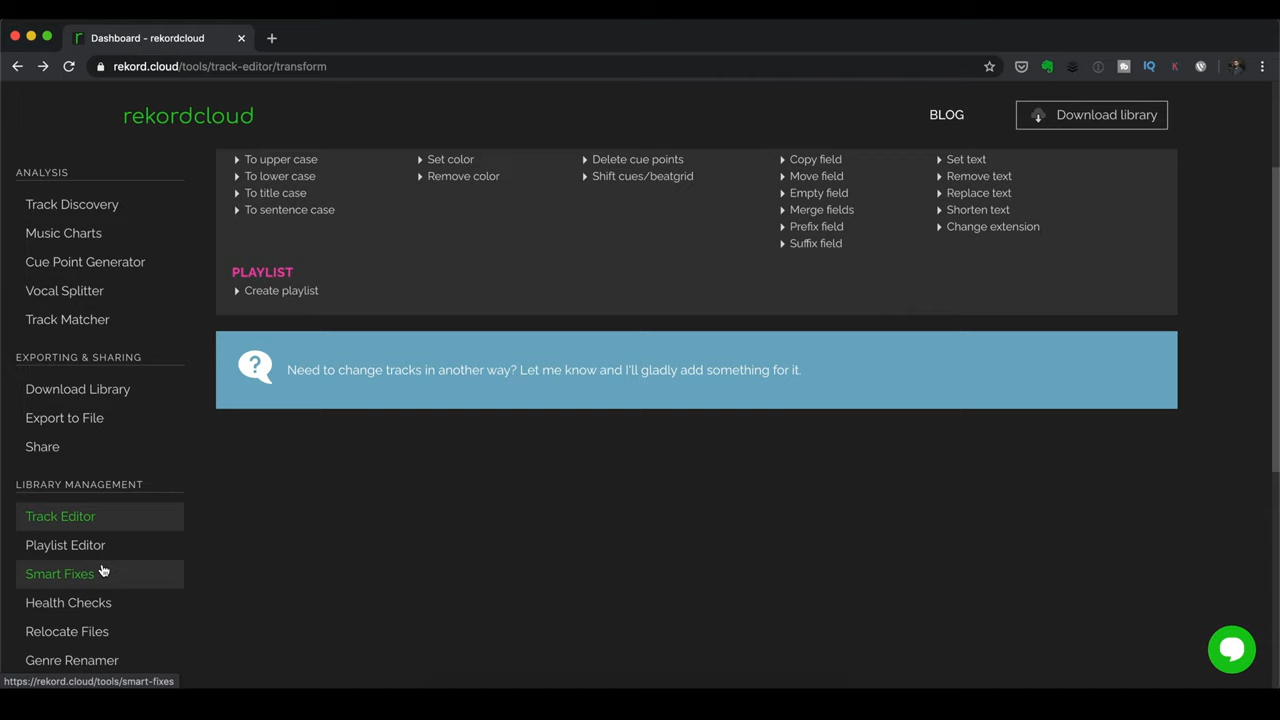 Dashboard - rekordcloud
rekord.cloud/tools/track-editor/transform
rekordcloud
BLOG
Download library
ANALYSIS
Track Discovery
Music Charts
Cue Point Generator
Vocal Splitter
Track Matcher
EXPORTING & SHARING
Download Library
Export to File
Share
LIBRARY MANAGEMENT
Track Editor
Playlist Editor
Smart Fixes
Health Checks
Relocate Files
Genre Renamer
To upper case
To lower case
To title case
To sentence case
Set color
Remove color
Delete cue points
Shift cues/beatgrid
Copy field
Move field
Empty field
Merge fields
Prefix field
Suffix field
Set text
Remove text
Replace text
Shorten text
Change extension
PLAYLIST
Create playlist
Need to change tracks in another way? Let me know and I'll gladly add something for it.
https://rekord.cloud/tools/smart-fixes